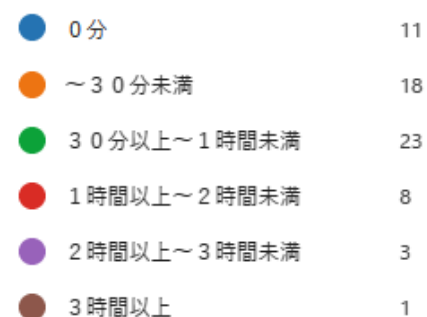 ０分 11
～３０分未満 18
３０分以上～１時間未満 23
１時間以上～２時間未満 8
２時間以上～３時間未満 3
３時間以上 1